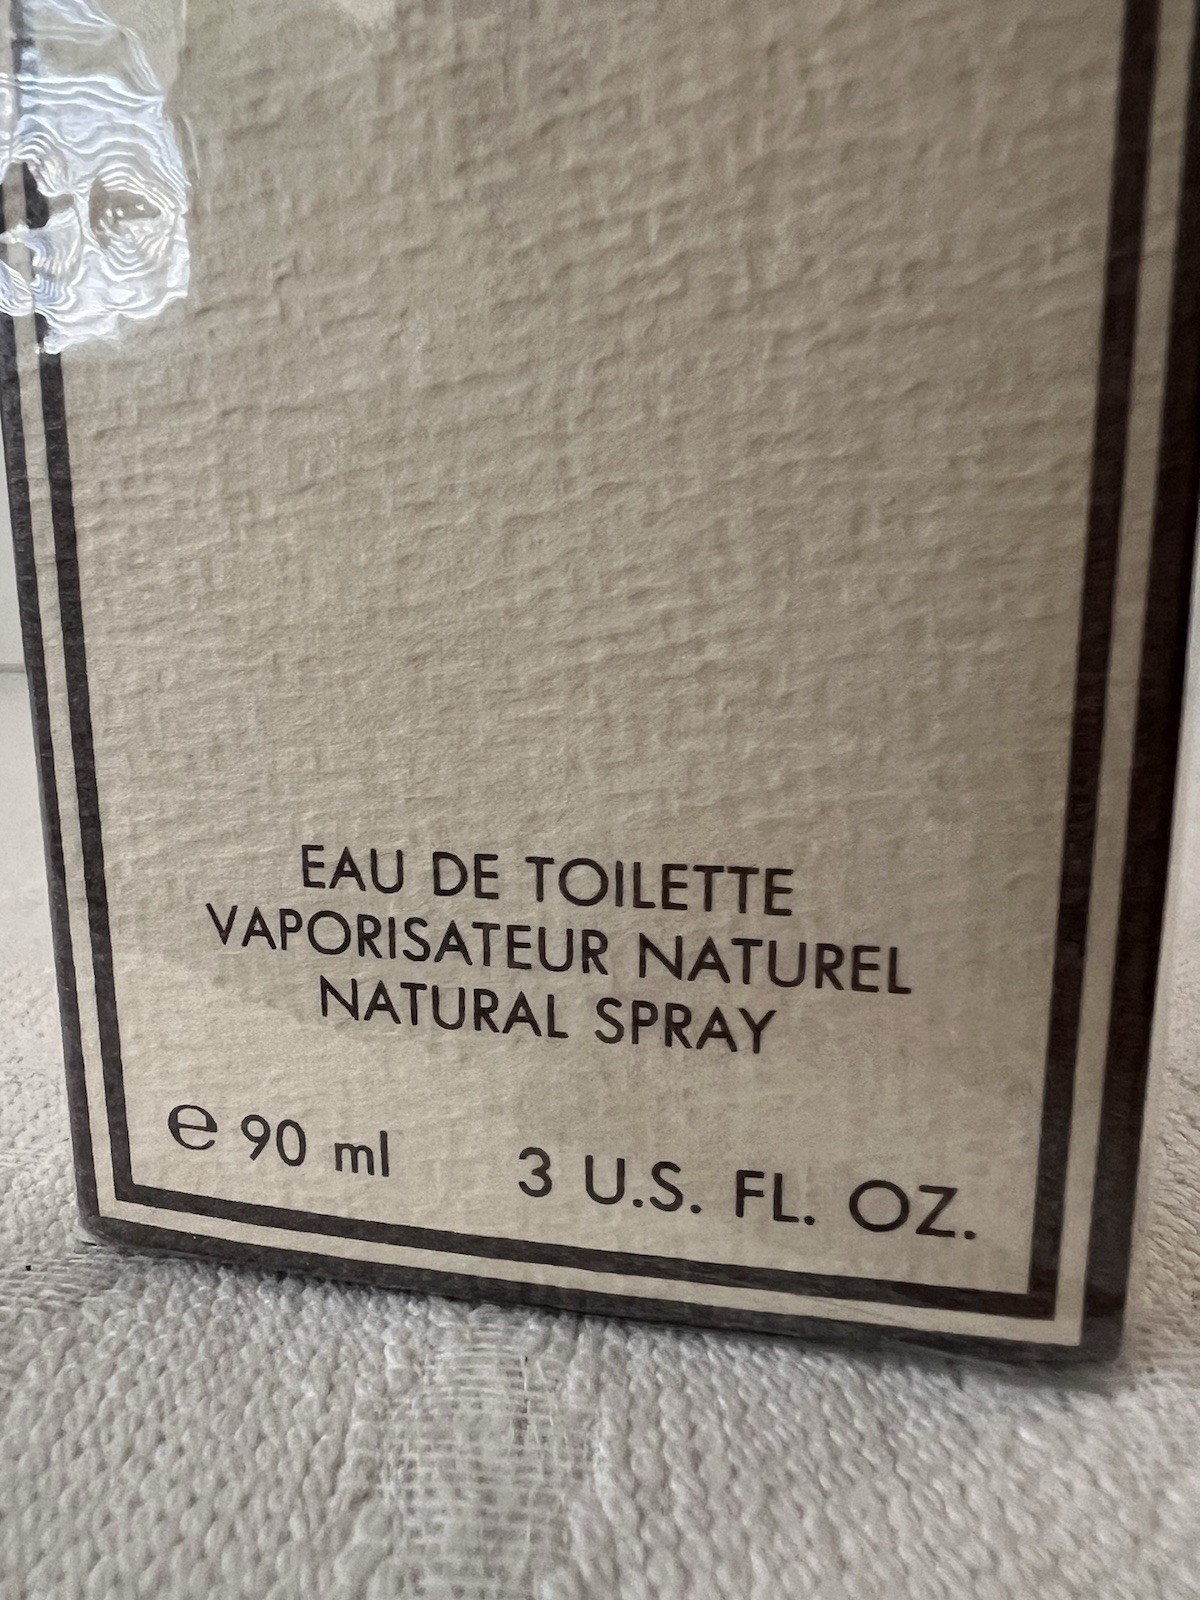 EAU DE TOILETTE
VAPORISATEUR NATUREL
NATURAL SPRAY
℮ 90 ml 3 U.S. FL. OZ.